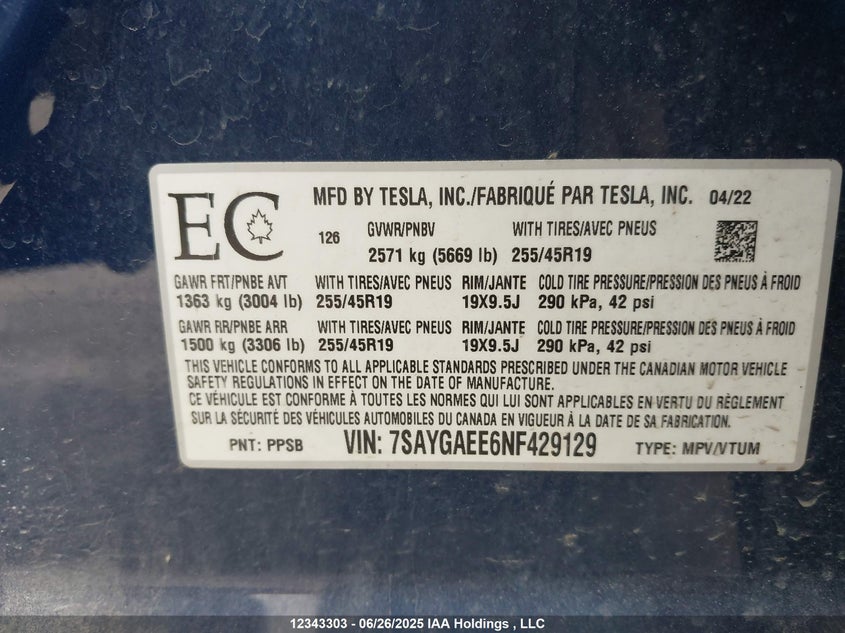 EC MFD BY TESLA, INC./FABRIQUÉ PAR TESLA, INC. 04/22
126 GVWR/PNBV WITH TIRES/AVEC PNEUS
2571 kg (5669 lb) 255/45R19
GAWR FRT/PNBE AVT WITH TIRES/AVEC PNEUS RIM/JANTE COLD TIRE PRESSURE/PRESSION DES PNEUS À FROID
1363 kg (3004 lb) 255/45R19 19X9.5J 290 kPa, 42 psi
GAWR RR/PNBE ARR WITH TIRES/AVEC PNEUS RIM/JANTE COLD TIRE PRESSURE/PRESSION DES PNEUS À FROID
1500 kg (3306 lb) 255/45R19 19X9.5J 290 kPa, 42 psi
THIS VEHICLE CONFORMS TO ALL APPLICABLE STANDARDS PRESCRIBED UNDER THE CANADIAN MOTOR VEHICLE
SAFETY REGULATIONS IN EFFECT ON THE DATE OF MANUFACTURE.
CE VÉHICULE EST CONFORME À TOUTES LES NORMES QUI LUI SONT APPLICABLES EN VERTU DU RÈGLEMENT
SUR LA SÉCURITÉ DES VÉHICULES AUTOMOBILES DU CANADA EN VIGUEUR À LA DATE DE SA FABRICATION.
PNT: PPSB VIN: 7SAYGAEE6NF429129 TYPE: MPV/VTUM
12343303 - 06/26/2025 IAA Holdings , LLC